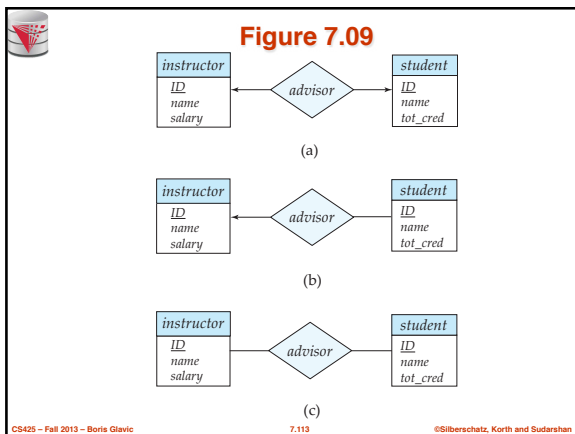 Figure 7.09
instructor
ID
name
salary
advisor
student
ID
name
tot_cred
(a)
instructor
ID
name
salary
advisor
student
ID
name
tot_cred
(b)
instructor
ID
name
salary
advisor
student
ID
name
tot_cred
(c)
CS425 – Fall 2013 – Boris Glavic 7.113 ©Silberschatz, Korth and Sudarshan